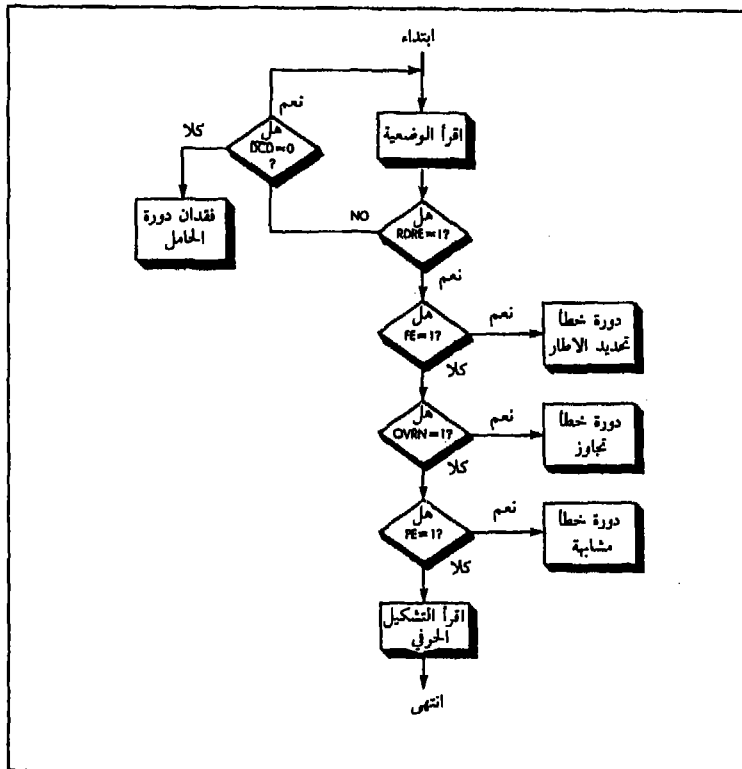 ابتداء
نعم
كلا
هل
DCD=0
?
اقرأ الوضعية
فقدان دورة
الحامل
NO
هل
RDRE=1?
نعم
هل
FE=1?
نعم
دورة خطأ
تحديد الاطار
كلا
هل
OVRN=1?
نعم
دورة خطأ
تجاوز
كلا
هل
PE=1?
نعم
دورة خطأ
مشابهة
كلا
اقرأ التشكيل
الحرفي
انتهى